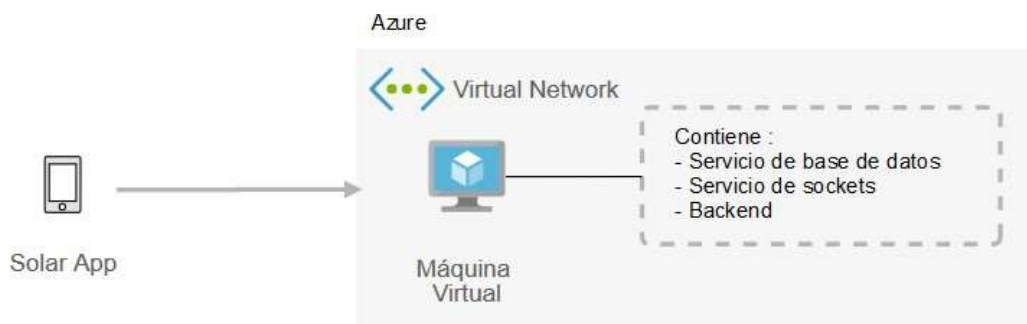 Azure
Virtual Network
Contiene :
- Servicio de base de datos
- Servicio de sockets
- Backend
Solar App
Máquina
Virtual